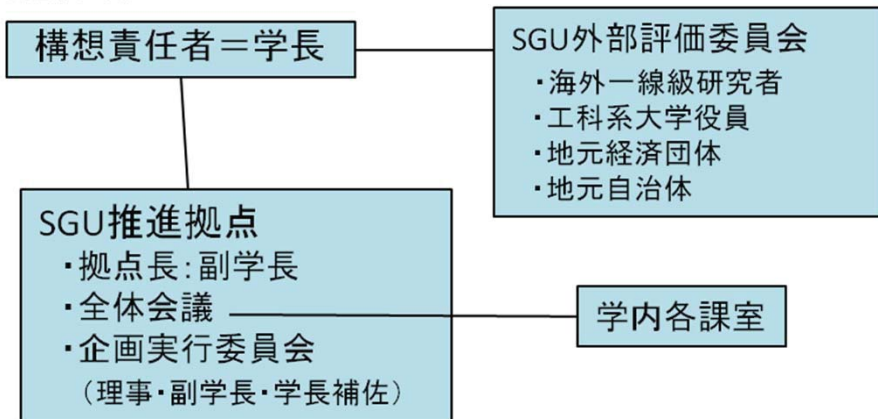 構想責任者＝学長
SGU外部評価委員会
・海外一線級研究者
・工科系大学役員
・地元経済団体
・地元自治体
SGU推進拠点
・拠点長:副学長
・全体会議
・企画実行委員会
（理事・副学長・学長補佐）
学内各課室